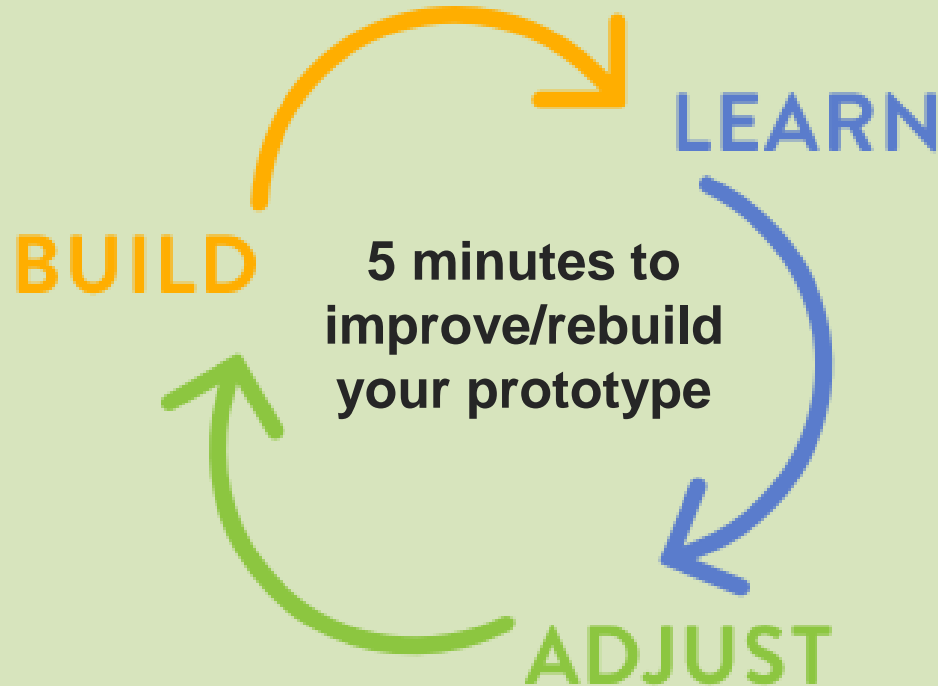 LEARN
BUILD
5 minutes to
improve/rebuild
your prototype
ADJUST